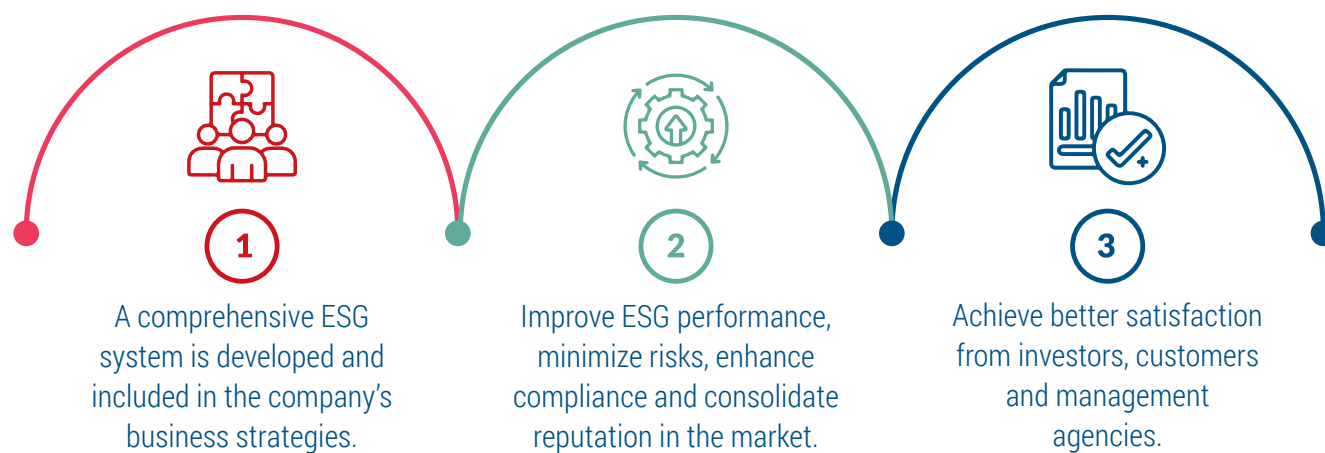 1
A comprehensive ESG
system is developed and
included in the company's
business strategies.
2
Improve ESG performance,
minimize risks, enhance
compliance and consolidate
reputation in the market.
3
Achieve better satisfaction
from investors, customers
and management
agencies.